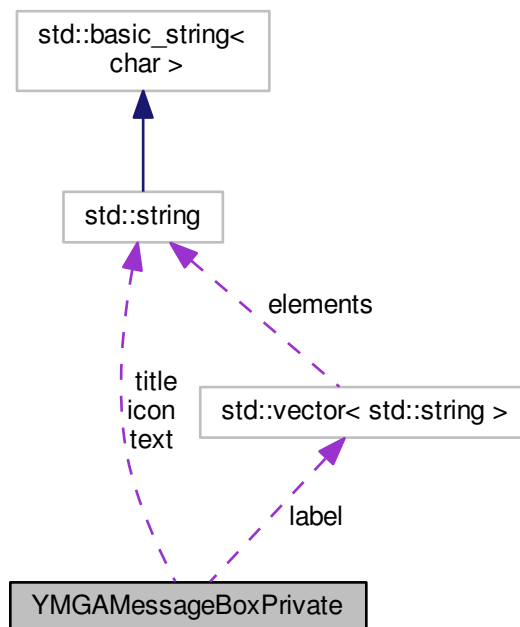 std::basic_string<
char >
std::string
elements
title
icon
text
std::vector< std::string >
label
YMGAMessageBoxPrivate